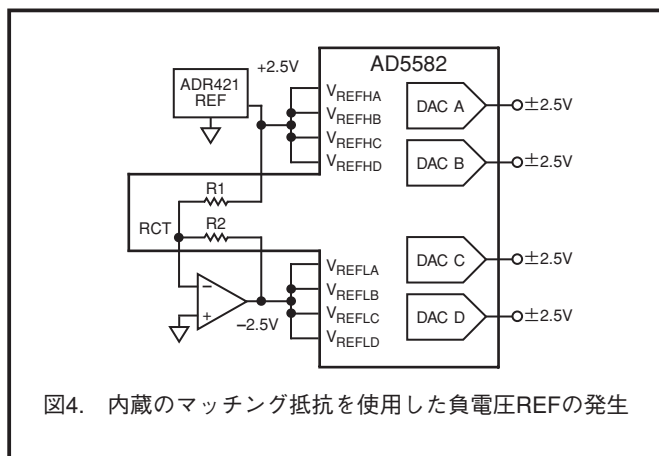 AD5582
+2.5V
ADR421
REF
VREFHA
VREFHB
VREFHC
VREFHD
DAC A
±2.5V
DAC B
±2.5V
R1
RCT
R2
VREFLA
VREFLB
VREFLC
VREFLD
−
+
−2.5V
DAC C
±2.5V
DAC D
±2.5V
図4. 内蔵のマッチング抵抗を使用した負電圧REFの発生